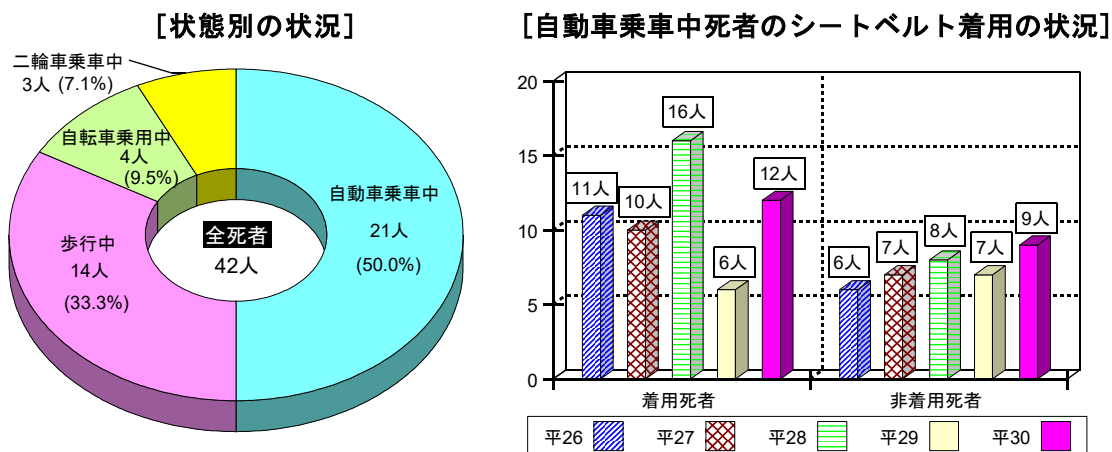 [状態別の状況]
二輪車乗車中
3人 (7.1%)
自転車乗用中
4人
(9.5%)
自動車乗車中
21人
(50.0%)
歩行中
14人
(33.3%)
全死者
42人
[自動車乗車中死者のシートベルト着用の状況]
20
15
10
5
0
11人
10人
16人
6人
12人
6人
7人
8人
7人
9人
着用死者
非着用死者
平26
平27
平28
平29
平30